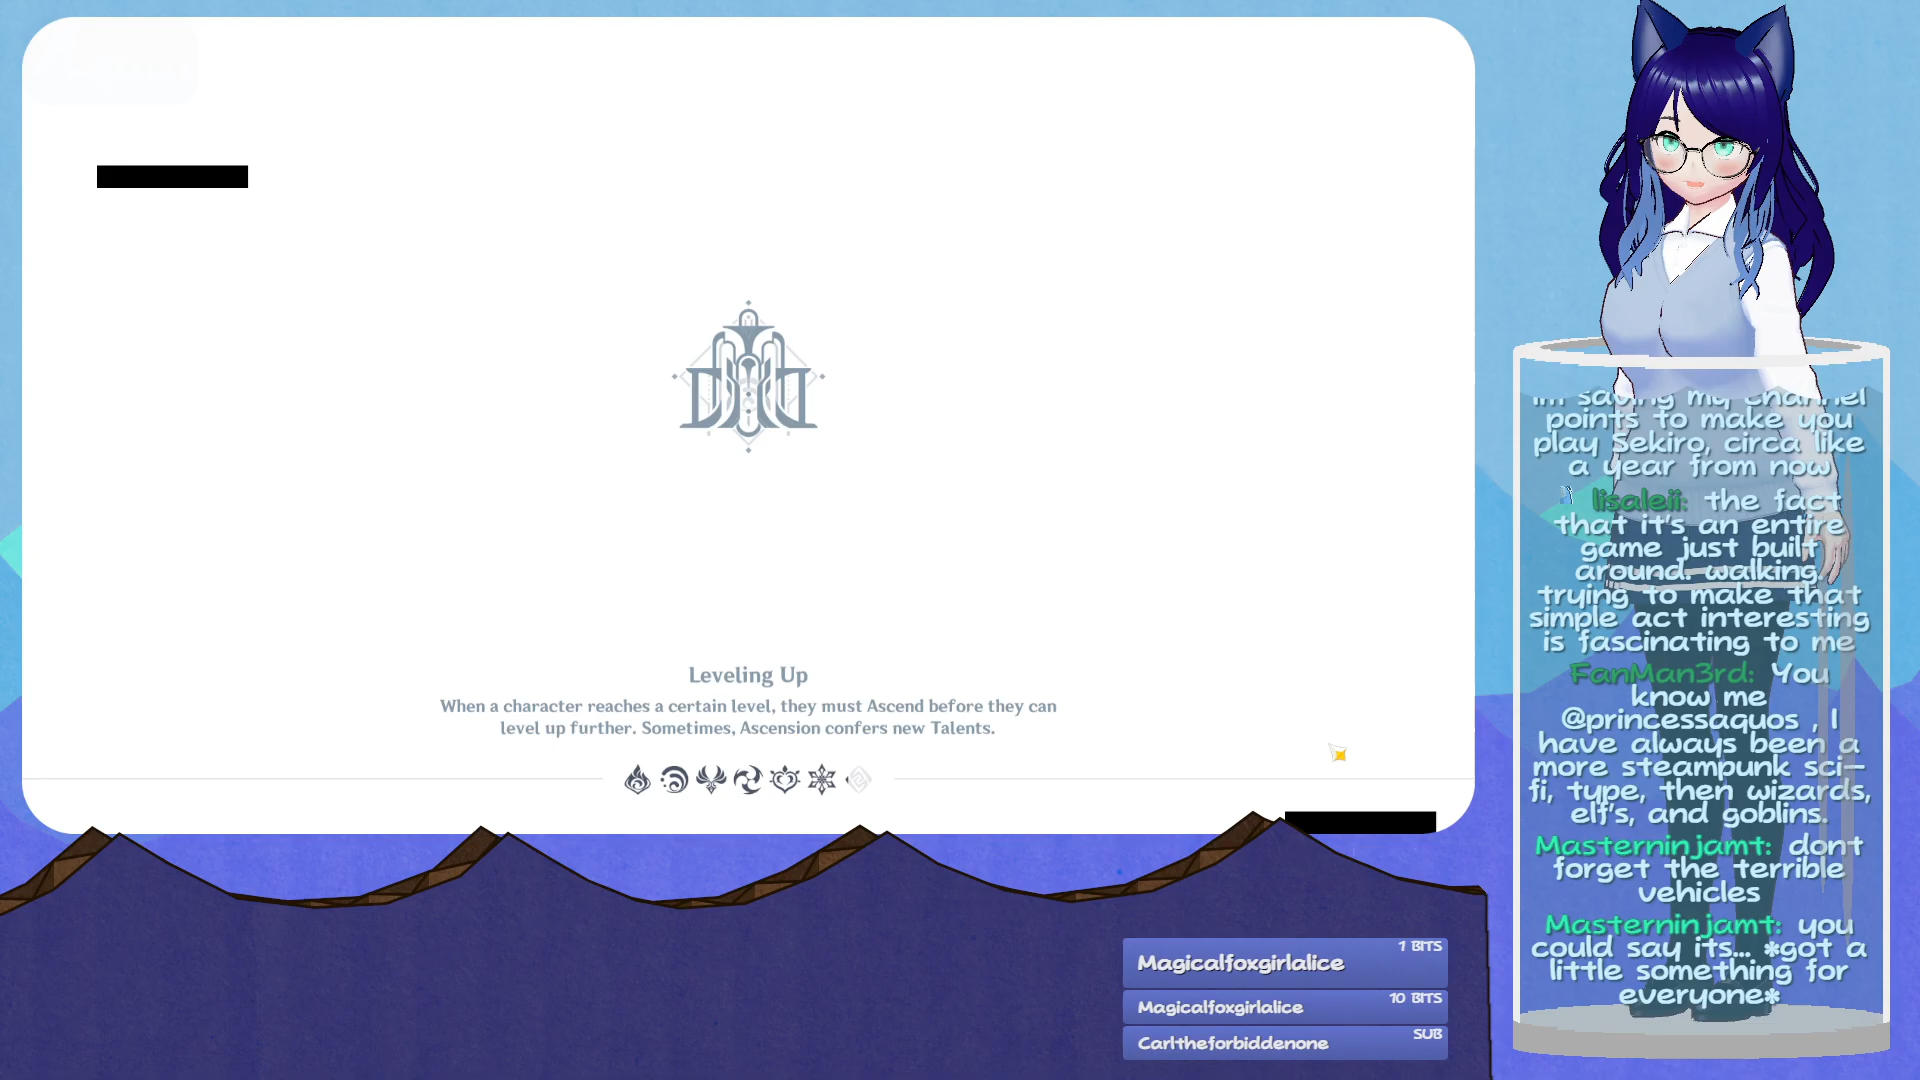 Leveling Up
When a character reaches a certain level, they must Ascend before they can
level up further. Sometimes, Ascension confers new Talents.
1 BITS
Magicalfoxgirlalice
10 BITS
Magicalfoxgirlalice
SUB
Carltheforbiddenone
im saving my channel
points to make you
play Sekiro, circa like
a year from now
lisaleii: the fact
that it's an entire
game just built
around. walking.
trying to make that
simple act interesting
is fascinating to me
FanMan3rd: You
know me
@princessaquos , I
have always been a
more steampunk sci-
fi, type, then wizards,
elf's, and goblins.
Masterninjamt: dont
forget the terrible
vehicles
Masterninjamt: you
could say its... *got a
little something for
everyone*